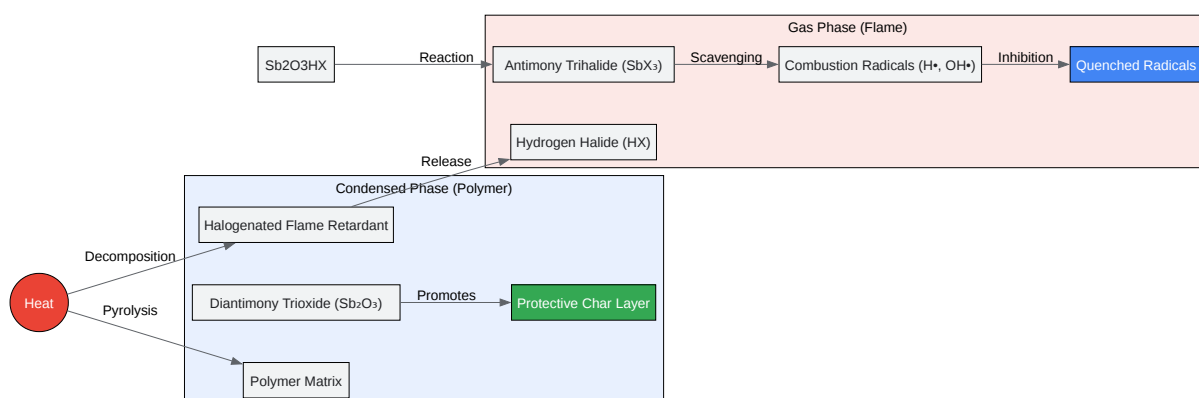 Gas Phase (Flame)
Sb2O3HX
Reaction
Antimony Trihalide (SbX₃)
Scavenging
Combustion Radicals (H•, OH•)
Inhibition
Quenched Radicals
Hydrogen Halide (HX)
Release
Condensed Phase (Polymer)
Halogenated Flame Retardant
Decomposition
Heat
Diantimony Trioxide (Sb₂O₃)
Promotes
Protective Char Layer
Pyrolysis
Polymer Matrix